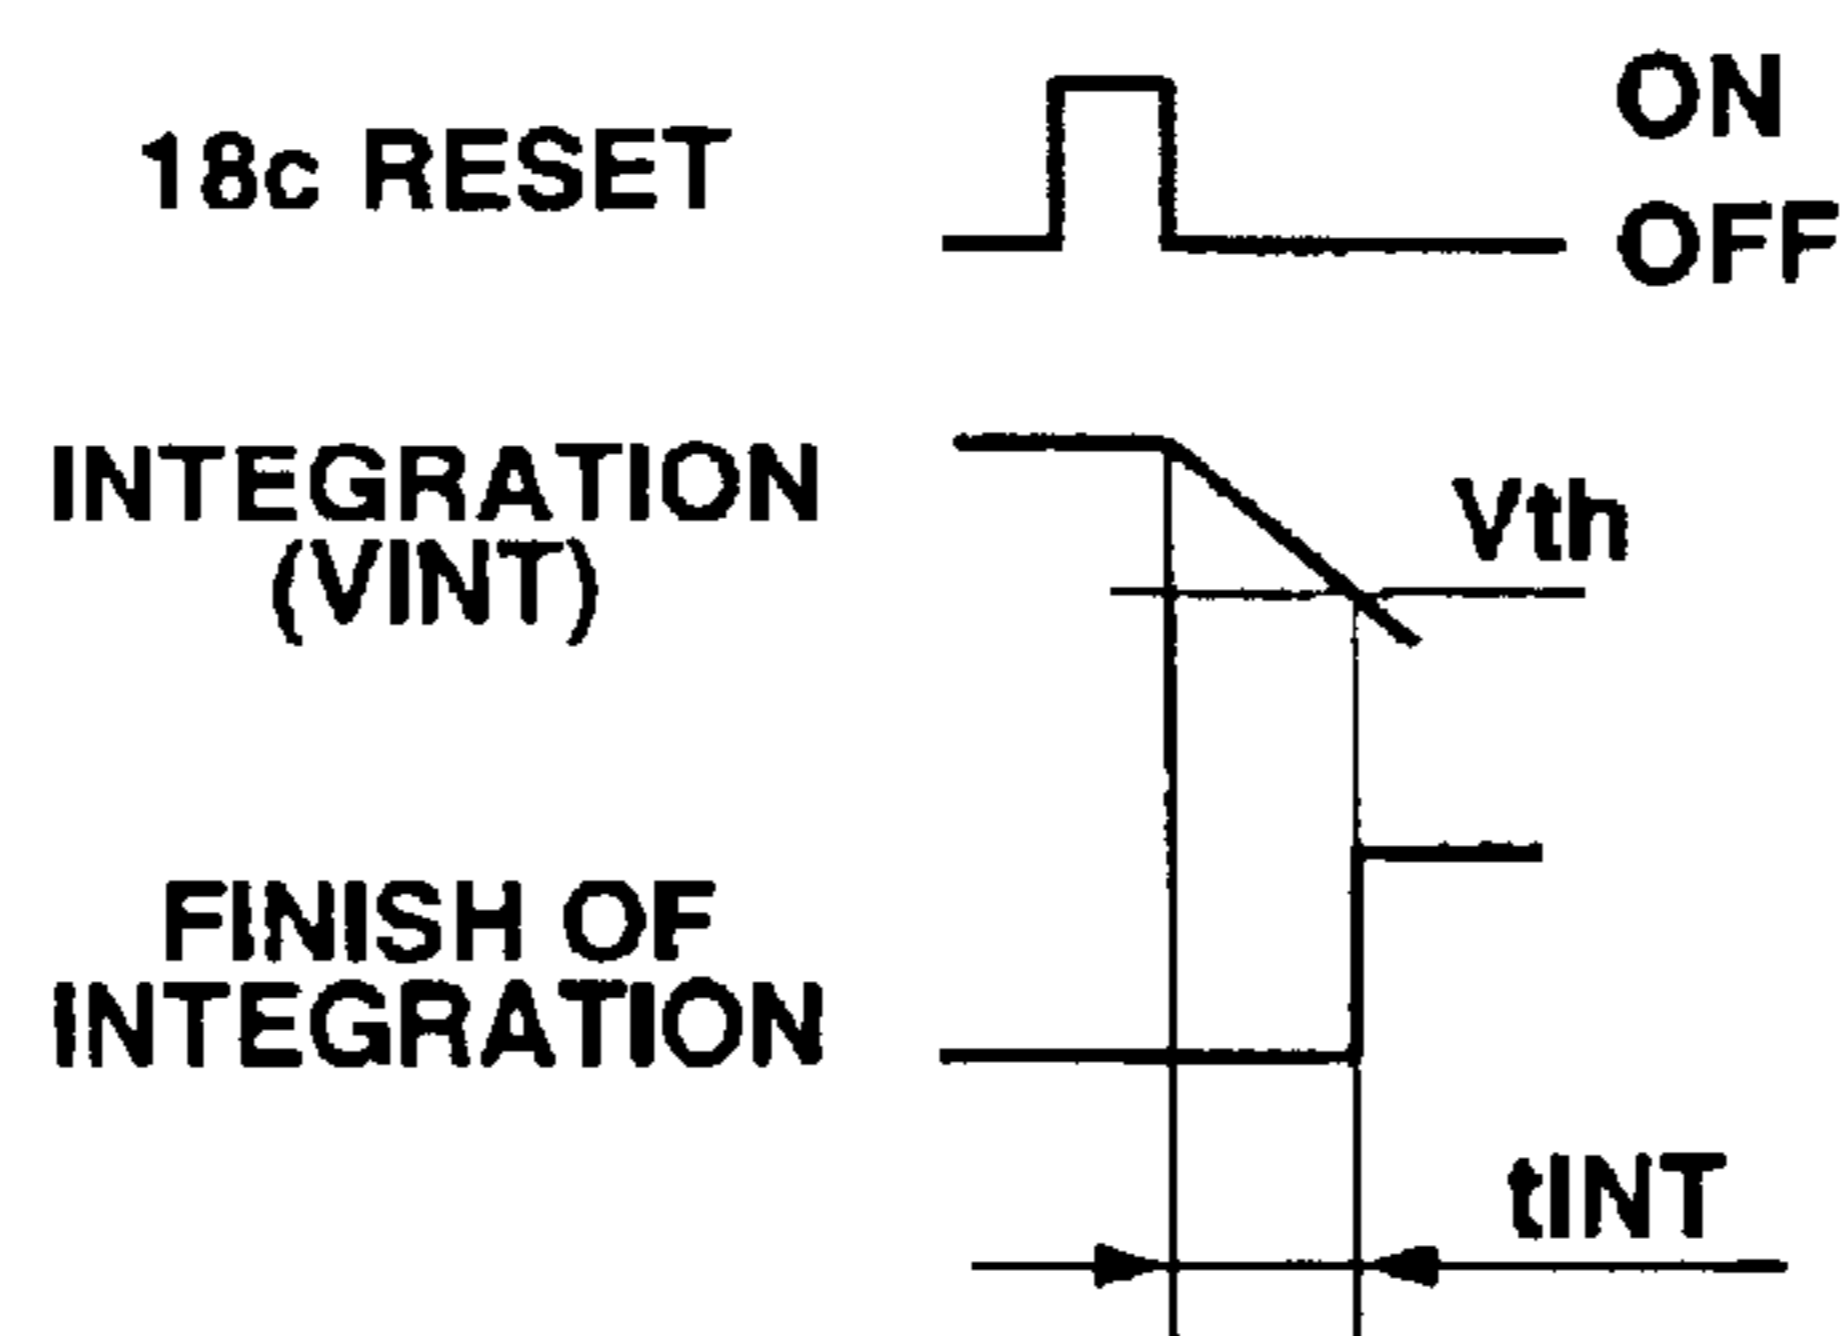 ON
18c RESET
OFF
INTEGRATION
(VINT)
Vth
FINISH OF
INTEGRATION
tINT